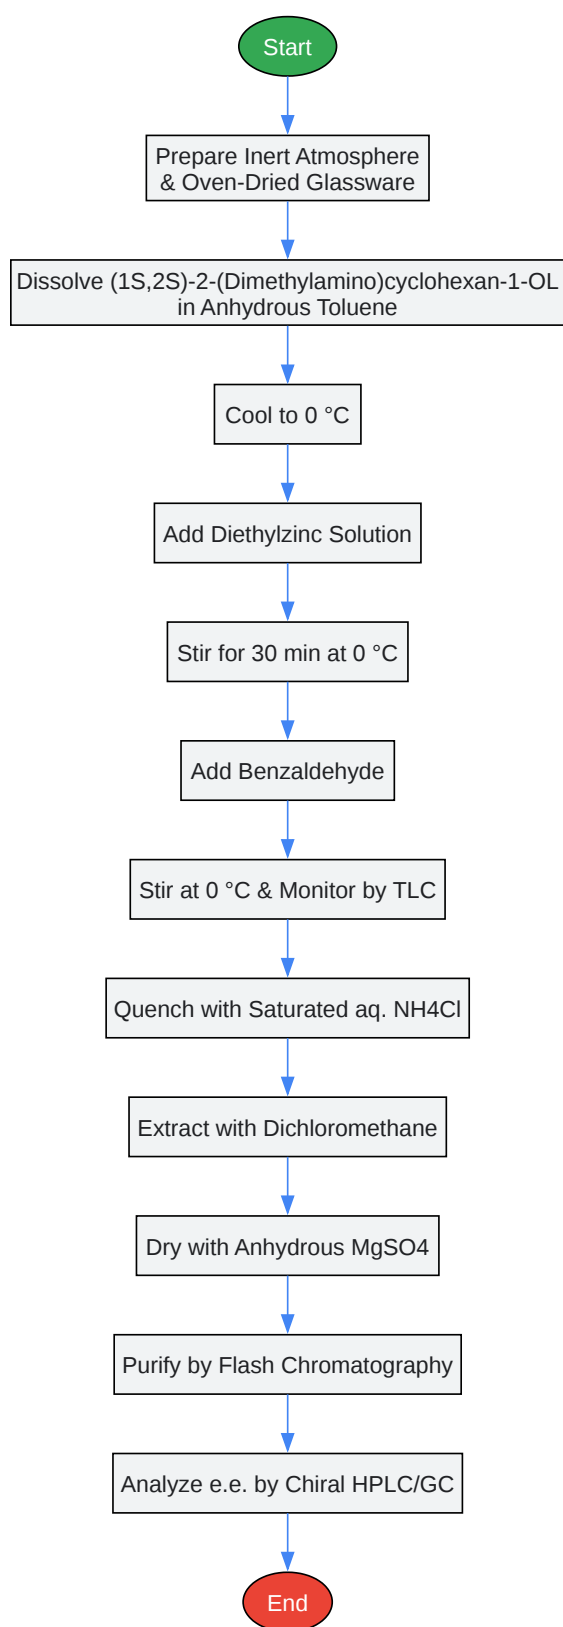 Start
Prepare Inert Atmosphere
& Oven-Dried Glassware
Dissolve (1S,2S)-2-(Dimethylamino)cyclohexan-1-OL
in Anhydrous Toluene
Cool to 0 °C
Add Diethylzinc Solution
Stir for 30 min at 0 °C
Add Benzaldehyde
Stir at 0 °C & Monitor by TLC
Quench with Saturated aq. NH4Cl
Extract with Dichloromethane
Dry with Anhydrous MgSO4
Purify by Flash Chromatography
Analyze e.e. by Chiral HPLC/GC
End